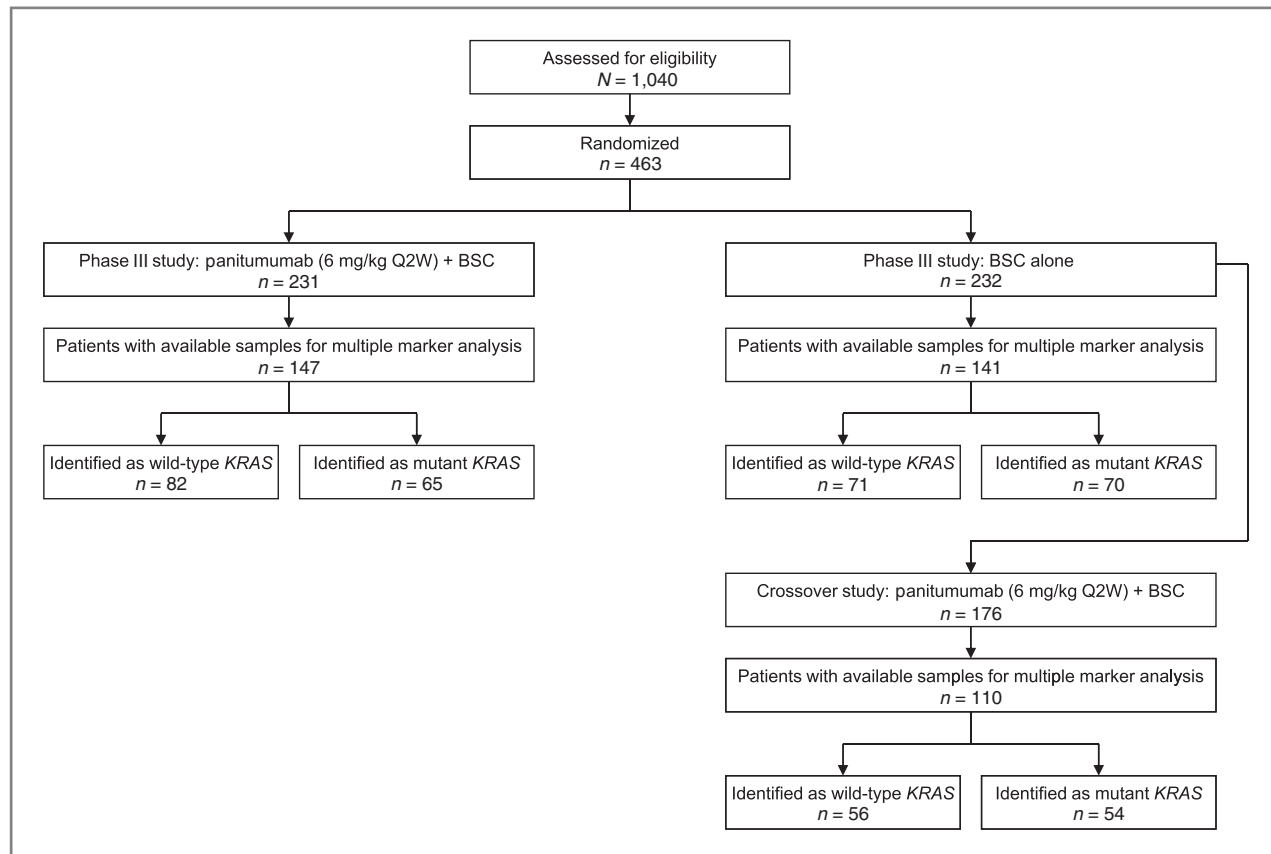 Assessed for eligibility
N = 1,040
Randomized
n = 463
Phase III study: panitumumab (6 mg/kg Q2W) + BSC
n = 231
Phase III study: BSC alone
n = 232
Patients with available samples for multiple marker analysis
n = 147
Patients with available samples for multiple marker analysis
n = 141
Identified as wild-type KRAS
n = 82
Identified as mutant KRAS
n = 65
Identified as wild-type KRAS
n = 71
Identified as mutant KRAS
n = 70
Crossover study: panitumumab (6 mg/kg Q2W) + BSC
n = 176
Patients with available samples for multiple marker analysis
n = 110
Identified as wild-type KRAS
n = 56
Identified as mutant KRAS
n = 54